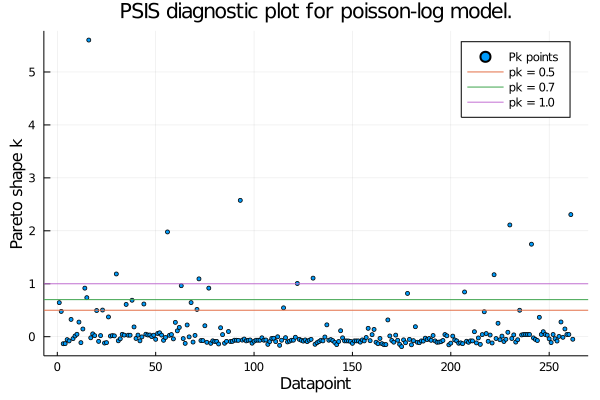 PSIS diagnostic plot for poisson-log model.
Pk points
pk = 0.5
pk = 0.7
pk = 1.0
5
4
3
2
1
0
Pareto shape k
0 50 100 150 200 250
Datapoint